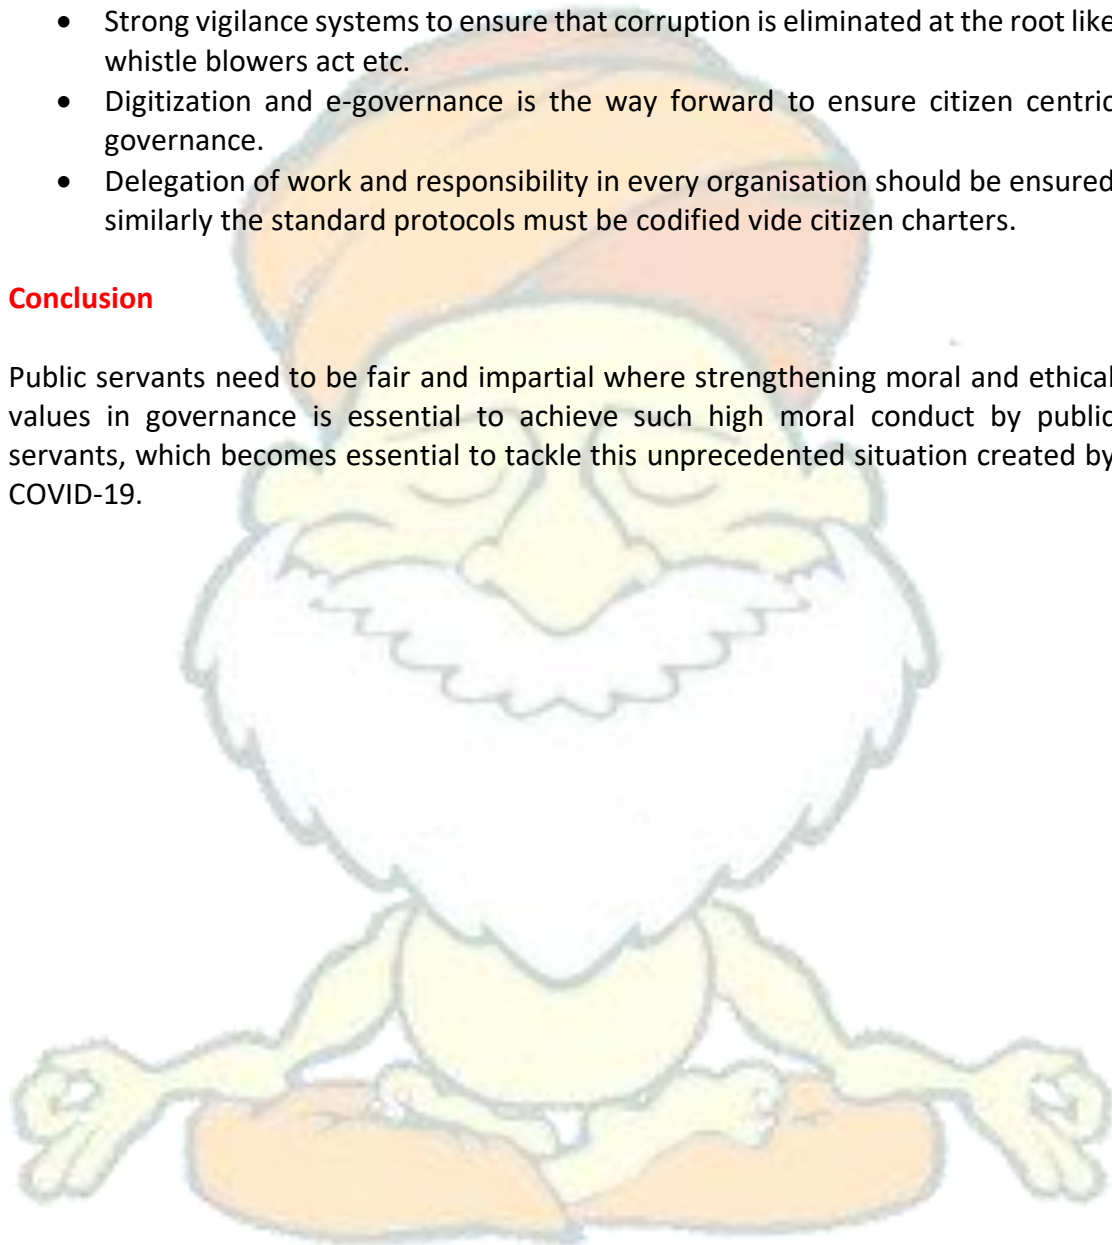 • Strong vigilance systems to ensure that corruption is eliminated at the root like
whistle blowers act etc.
• Digitization and e-governance is the way forward to ensure citizen centric
governance.
• Delegation of work and responsibility in every organisation should be ensured
similarly the standard protocols must be codified vide citizen charters.
Conclusion
Public servants need to be fair and impartial where strengthening moral and ethical
values in governance is essential to achieve such high moral conduct by public
servants, which becomes essential to tackle this unprecedented situation created by
COVID-19.